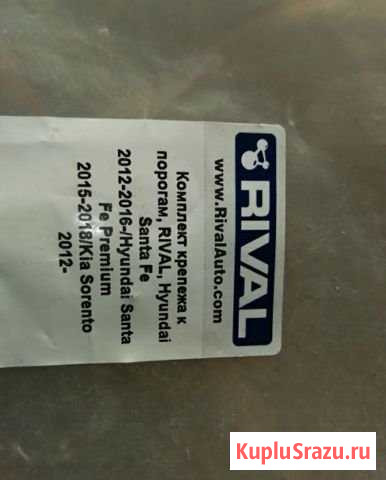 RIVAL
www.RivalAuto.com
Комплект крепежа к
порогам, RIVAL, Hyundai
Santa Fe
2012-2016-/Hyundai Santa
Fe Premium
2015-2018/Kia Sorento
2012-
KupluSrazu.ru